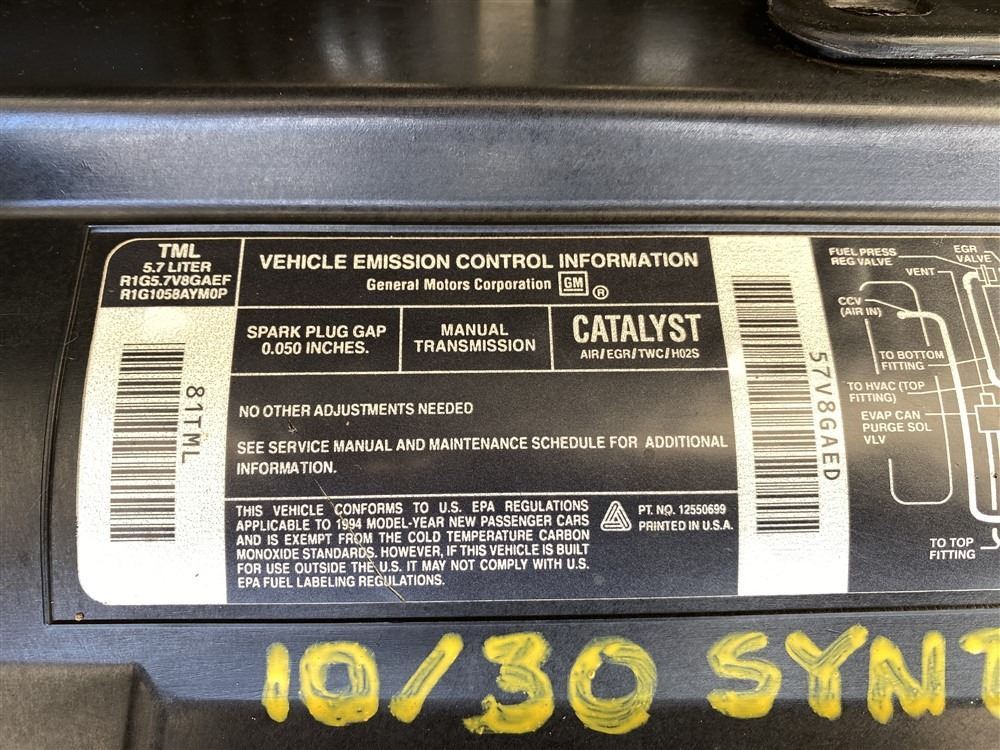 TML
5.7 LITER
R1G5.7V8GAEF
R1G1058AYM0P
81TML
VEHICLE EMISSION CONTROL INFORMATION
General Motors Corporation GM ®
SPARK PLUG GAP
0.050 INCHES.
MANUAL
TRANSMISSION
CATALYST
AIR/EGR/TWC/H02S
NO OTHER ADJUSTMENTS NEEDED
SEE SERVICE MANUAL AND MAINTENANCE SCHEDULE FOR ADDITIONAL
INFORMATION.
THIS VEHICLE CONFORMS TO U.S. EPA REGULATIONS
APPLICABLE TO 1994 MODEL-YEAR NEW PASSENGER CARS
AND IS EXEMPT FROM THE COLD TEMPERATURE CARBON
MONOXIDE STANDARDS. HOWEVER, IF THIS VEHICLE IS BUILT
FOR USE OUTSIDE THE U.S. IT MAY NOT COMPLY WITH U.S.
EPA FUEL LABELING REGULATIONS.
PT. NO. 12550699
PRINTED IN U.S.A.
57V8GAED
FUEL PRESS
REG VALVE
EGR
VALVE
VENT
CCV
(AIR IN)
TO BOTTOM
FITTING
TO HVAC (TOP
FITTING)
EVAP CAN
PURGE SOL
VLV
TO TOP
FITTING
10/30 SYNT